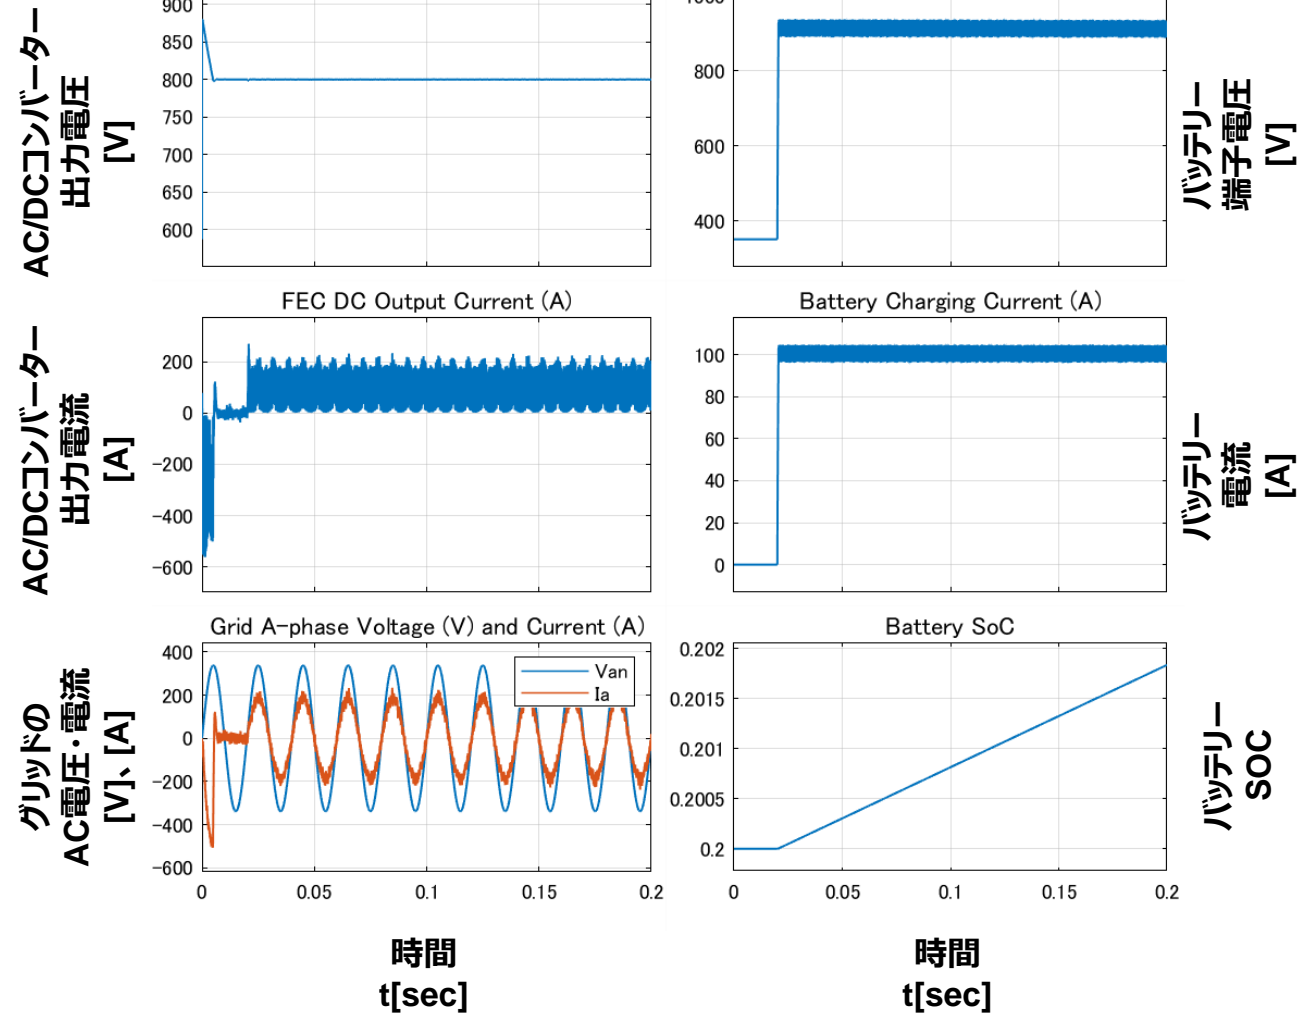 AC/DCコンバーター
出力電圧
[V]
900
850
800
750
700
650
600
800
600
400
バッテリー
端子電圧
[V]
AC/DCコンバーター
出力電流
[A]
FEC DC Output Current (A)
200
0
-200
-400
-600
Battery Charging Current (A)
100
80
60
40
20
0
バッテリー
電流
[A]
グリッドの
AC電圧・電流
[V]、[A]
Grid A-phase Voltage (V) and Current (A)
400
200
0
-200
-400
-600
Van
Ia
0
0.05
0.1
0.15
0.2
時間
t[sec]
Battery SoC
0.202
0.2015
0.201
0.2005
0.2
0
0.05
0.1
0.15
0.2
バッテリー
SOC
時間
t[sec]